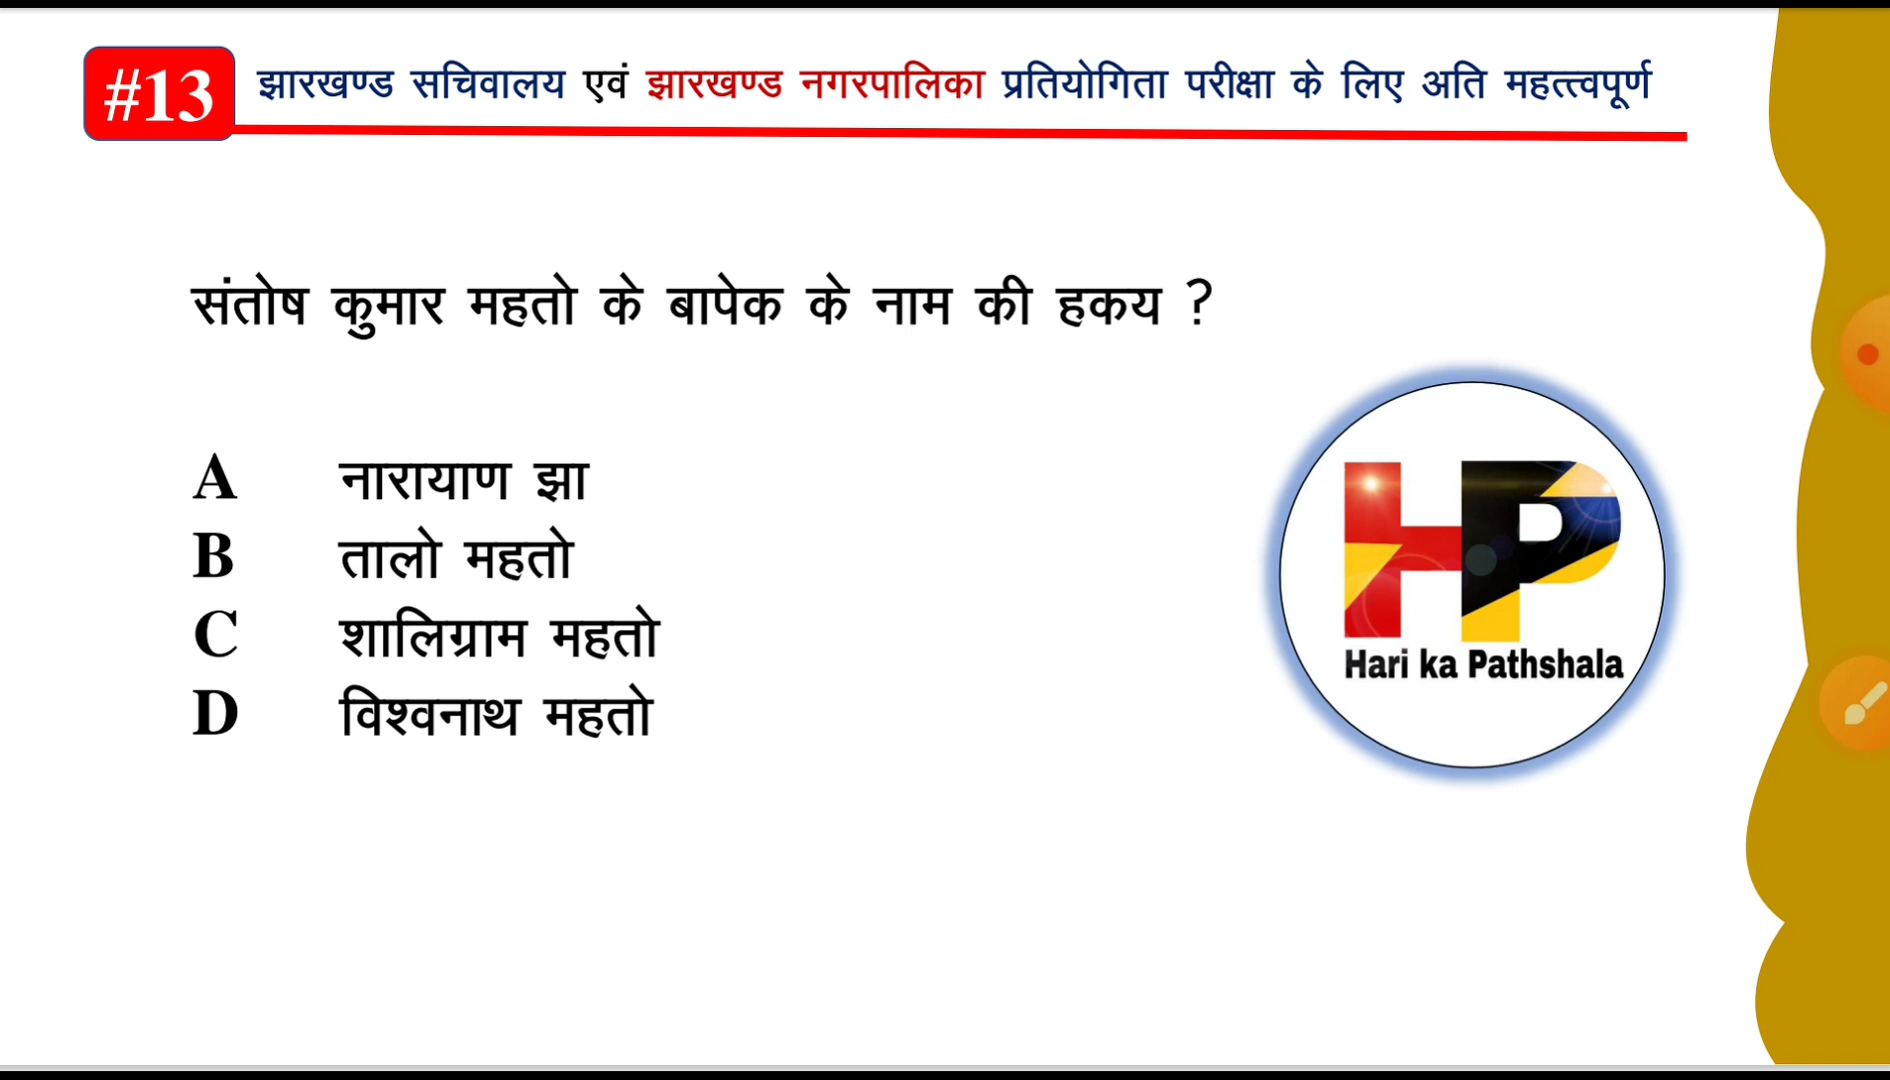 #13 झारखण्ड सचिवालय एवं झारखण्ड नगरपालिका प्रतियोगिता परीक्षा के लिए अति महत्त्वपूर्ण
संतोष कुमार महतो के बापेक के नाम की हकय ?
A नारायाण झा
B तालो महतो
C शालिग्राम महतो
D विश्वनाथ महतो
HP
Hari ka Pathshala